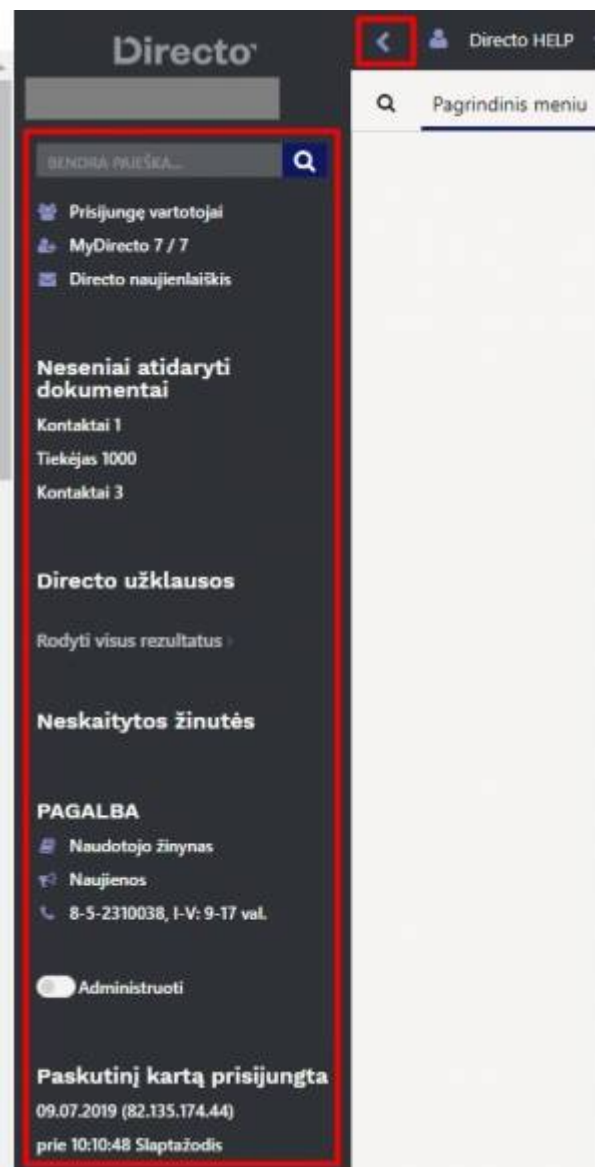 Directo
Directo HELP
Pagrindinis meniu
BENDRA PAIEŠKA...
Prisijungę vartotojai
MyDirecto 7 / 7
Directo naujienlaiškis
Neseniai atidaryti
dokumentai
Kontaktai 1
Tiekėjas 1000
Kontaktai 3
Directo užklausos
Rodyti visus rezultatus ›
Neskaitytos žinutės
PAGALBA
Naudotojo žinynas
Naujienos
8-5-2310038, I-V: 9-17 val.
Administruoti
Paskutinį kartą prisijungta
09.07.2019 (82.135.174.44)
prie 10:10:48 Slaptažodis